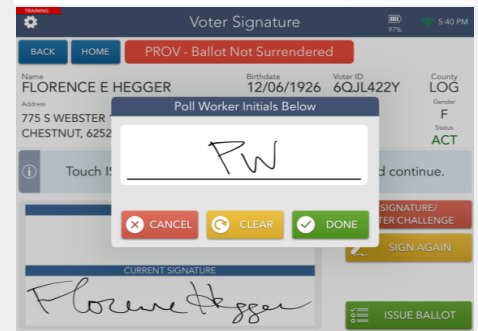 TRAINING
Voter Signature
97%
5:40 PM
BACK
HOME
PROV - Ballot Not Surrendered
Name
FLORENCE E HEGGER
Birthdate
12/06/1926
Voter ID
6QJL422Y
County
LOG
Address
775 S WEBSTER
CHESTNUT, 6252
Gender
F
Status
ACT
Poll Worker Initials Below
PW
Touch
d continue.
CANCEL
CLEAR
DONE
SIGNATURE/
CHALLENGE
SIGN AGAIN
CURRENT SIGNATURE
Florence Hegger
ISSUE BALLOT